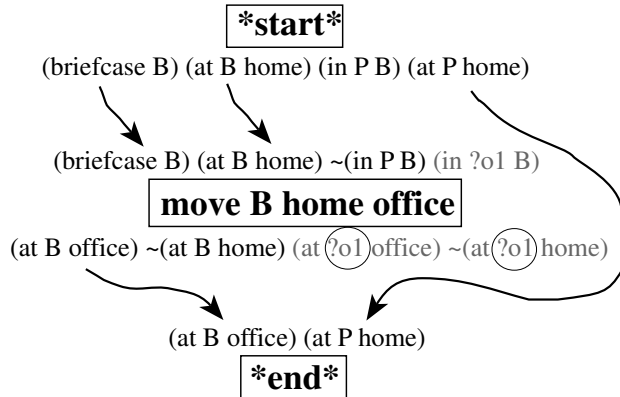 *start*
(briefcase B) (at B home) (in P B) (at P home)
(briefcase B) (at B home) ~(in P B) (in ?o1 B)
move B home office
(at B office) ~(at B home) (at ?o1 office) ~(at ?o1 home)
(at B office) (at P home)
*end*